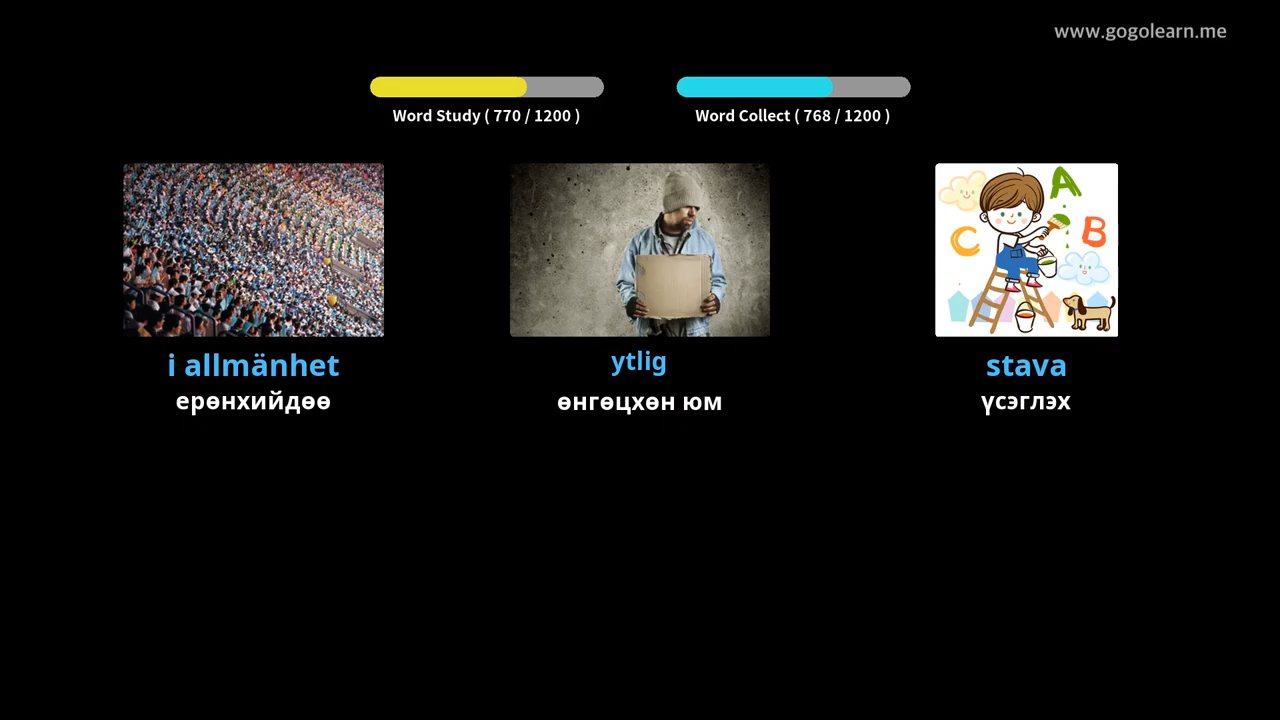 www.gogolearn.me
Word Study ( 770 / 1200 )
Word Collect ( 768 / 1200 )
A
C
B
i allmänhet
ерөнхийдөө
ytlig
өнгөцхөн юм
stava
үсэглэх